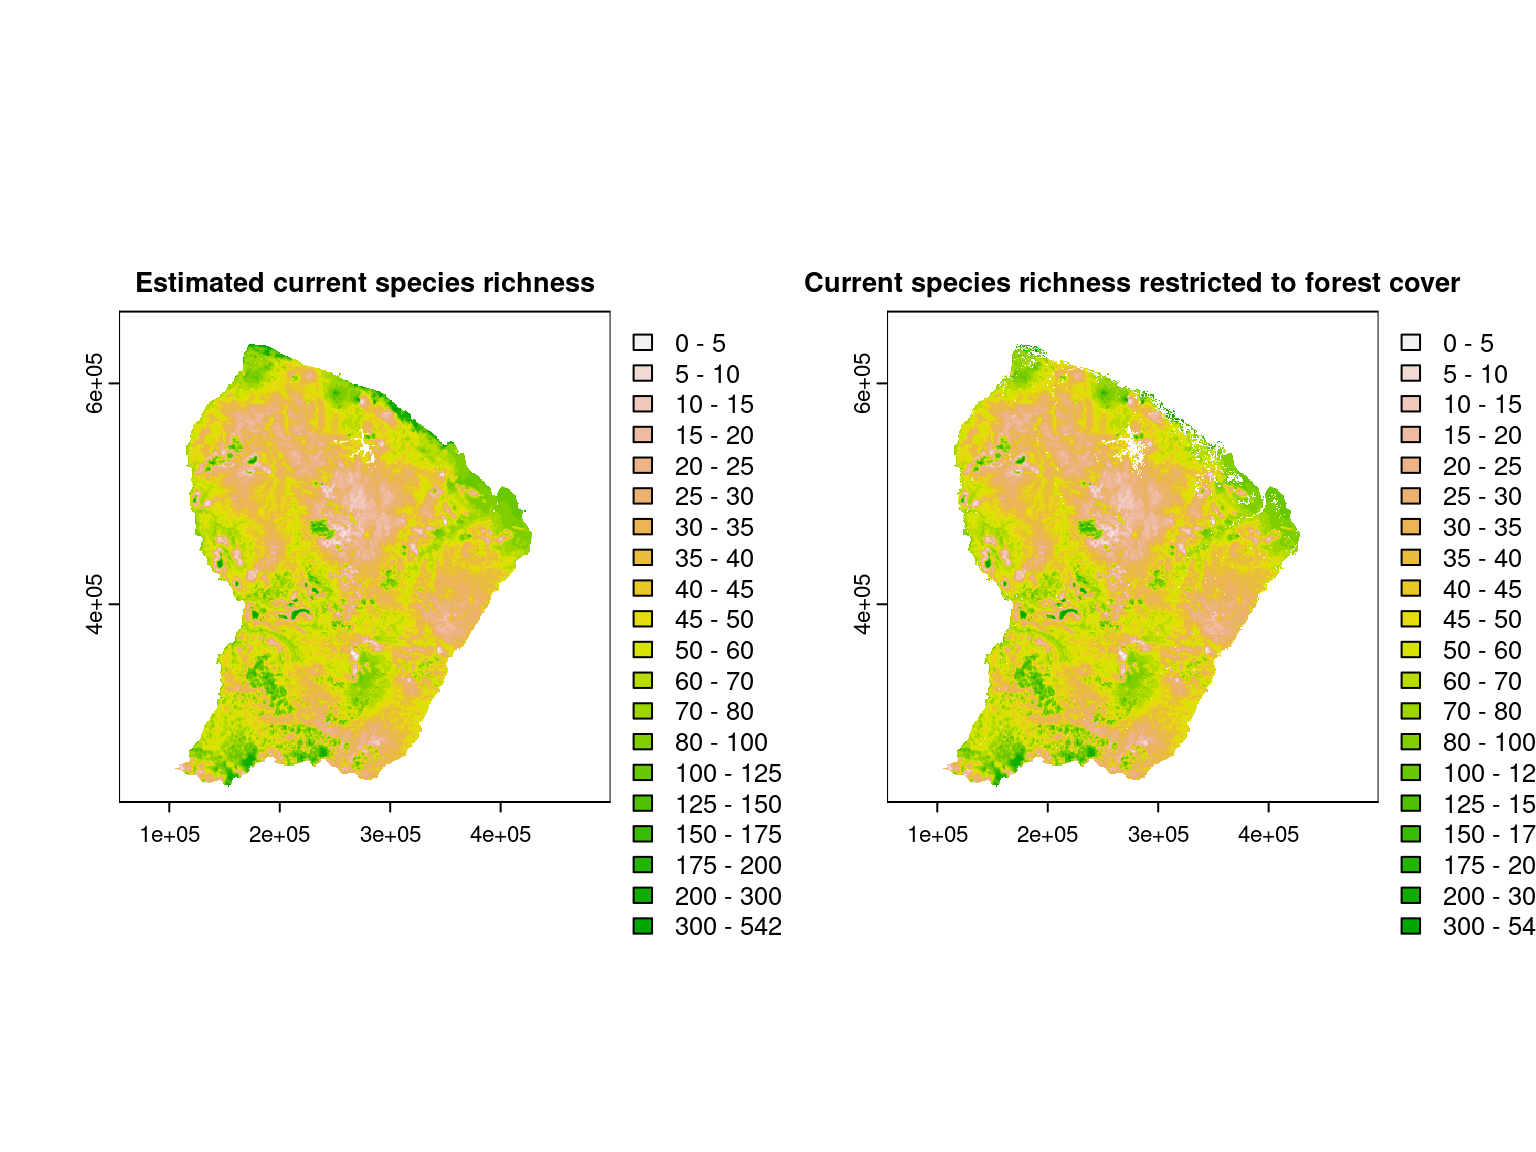 Estimated current species richness
6e+05
4e+05
1e+05 2e+05 3e+05 4e+05
0 - 5
5 - 10
10 - 15
15 - 20
20 - 25
25 - 30
30 - 35
35 - 40
40 - 45
45 - 50
50 - 60
60 - 70
70 - 80
80 - 100
100 - 125
125 - 150
150 - 175
175 - 200
200 - 300
300 - 542
Current species richness restricted to forest cover
6e+05
4e+05
1e+05 2e+05 3e+05 4e+05
0 - 5
5 - 10
10 - 15
15 - 20
20 - 25
25 - 30
30 - 35
35 - 40
40 - 45
45 - 50
50 - 60
60 - 70
70 - 80
80 - 100
100 - 12
125 - 15
150 - 17
175 - 20
200 - 30
300 - 54